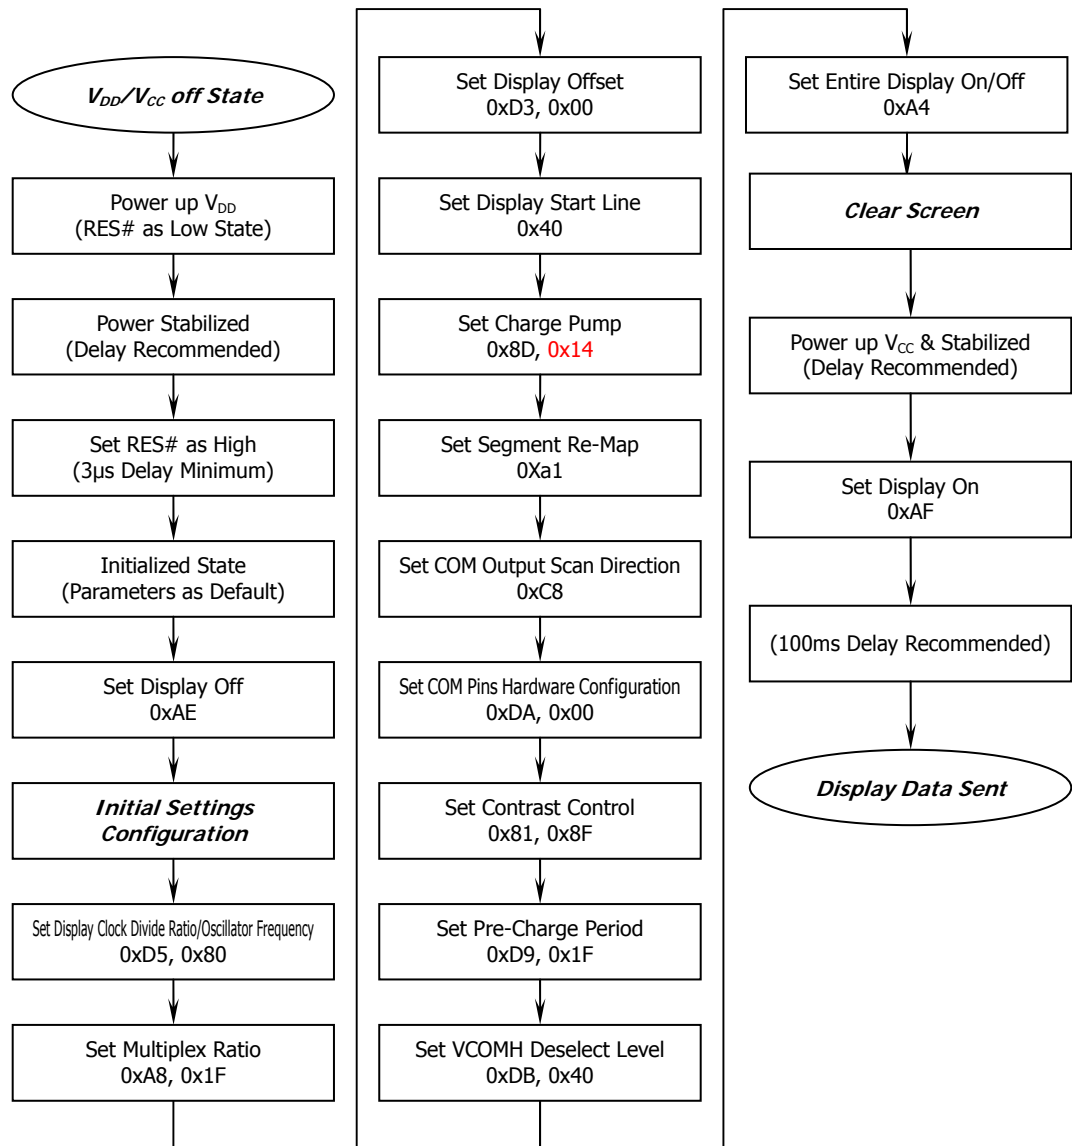 V_DD/V_CC off State
Power up V_DD
(RES# as Low State)
Power Stabilized
(Delay Recommended)
Set RES# as High
(3µs Delay Minimum)
Initialized State
(Parameters as Default)
Set Display Off
0xAE
Initial Settings
Configuration
Set Display Clock Divide Ratio/Oscillator Frequency
0xD5, 0x80
Set Multiplex Ratio
0xA8, 0x1F
Set Display Offset
0xD3, 0x00
Set Display Start Line
0x40
Set Charge Pump
0x8D, 0x14
Set Segment Re-Map
0Xa1
Set COM Output Scan Direction
0xC8
Set COM Pins Hardware Configuration
0xDA, 0x00
Set Contrast Control
0x81, 0x8F
Set Pre-Charge Period
0xD9, 0x1F
Set VCOMH Deselect Level
0xDB, 0x40
Set Entire Display On/Off
0xA4
Clear Screen
Power up V_CC & Stabilized
(Delay Recommended)
Set Display On
0xAF
(100ms Delay Recommended)
Display Data Sent